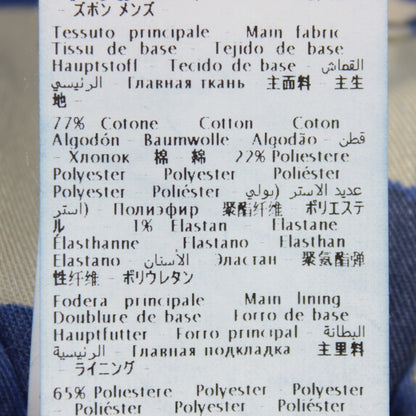 - ズボン メンズ
Tessuto principale - Main fabric
Tissu de base - Tejido de base
Hauptstoff - Tecido de base - القماش
الرئيسي - Главная ткань 主面料 - 主生
地 -
77% Cotone Cotton Coton
Algodón - Baumwolle Algodão - قطن
- Хлопок 棉 - 綿 22% Poliestere
Polyester Polyester Poliéster
Polyester Poliéster عديد الاستر (بولي
استر) - Полиэфир 聚酯纤维 ポリエステ
ル 1% Elastan Elastane
Élasthanne Elastano - Elasthan
Elastano - الأستان Эластан - 聚氨酯弹
性纤维 - ポリウレタン
Fodera principale Main lining
Doublure de base Forro de base
Hauptfutter Forro principal - البطانة
الرئيسية - Главная подкладка 主里料
- ライニング -
65% Poliestere Polyester Polyester
- Poliéster Polyester Poliéster